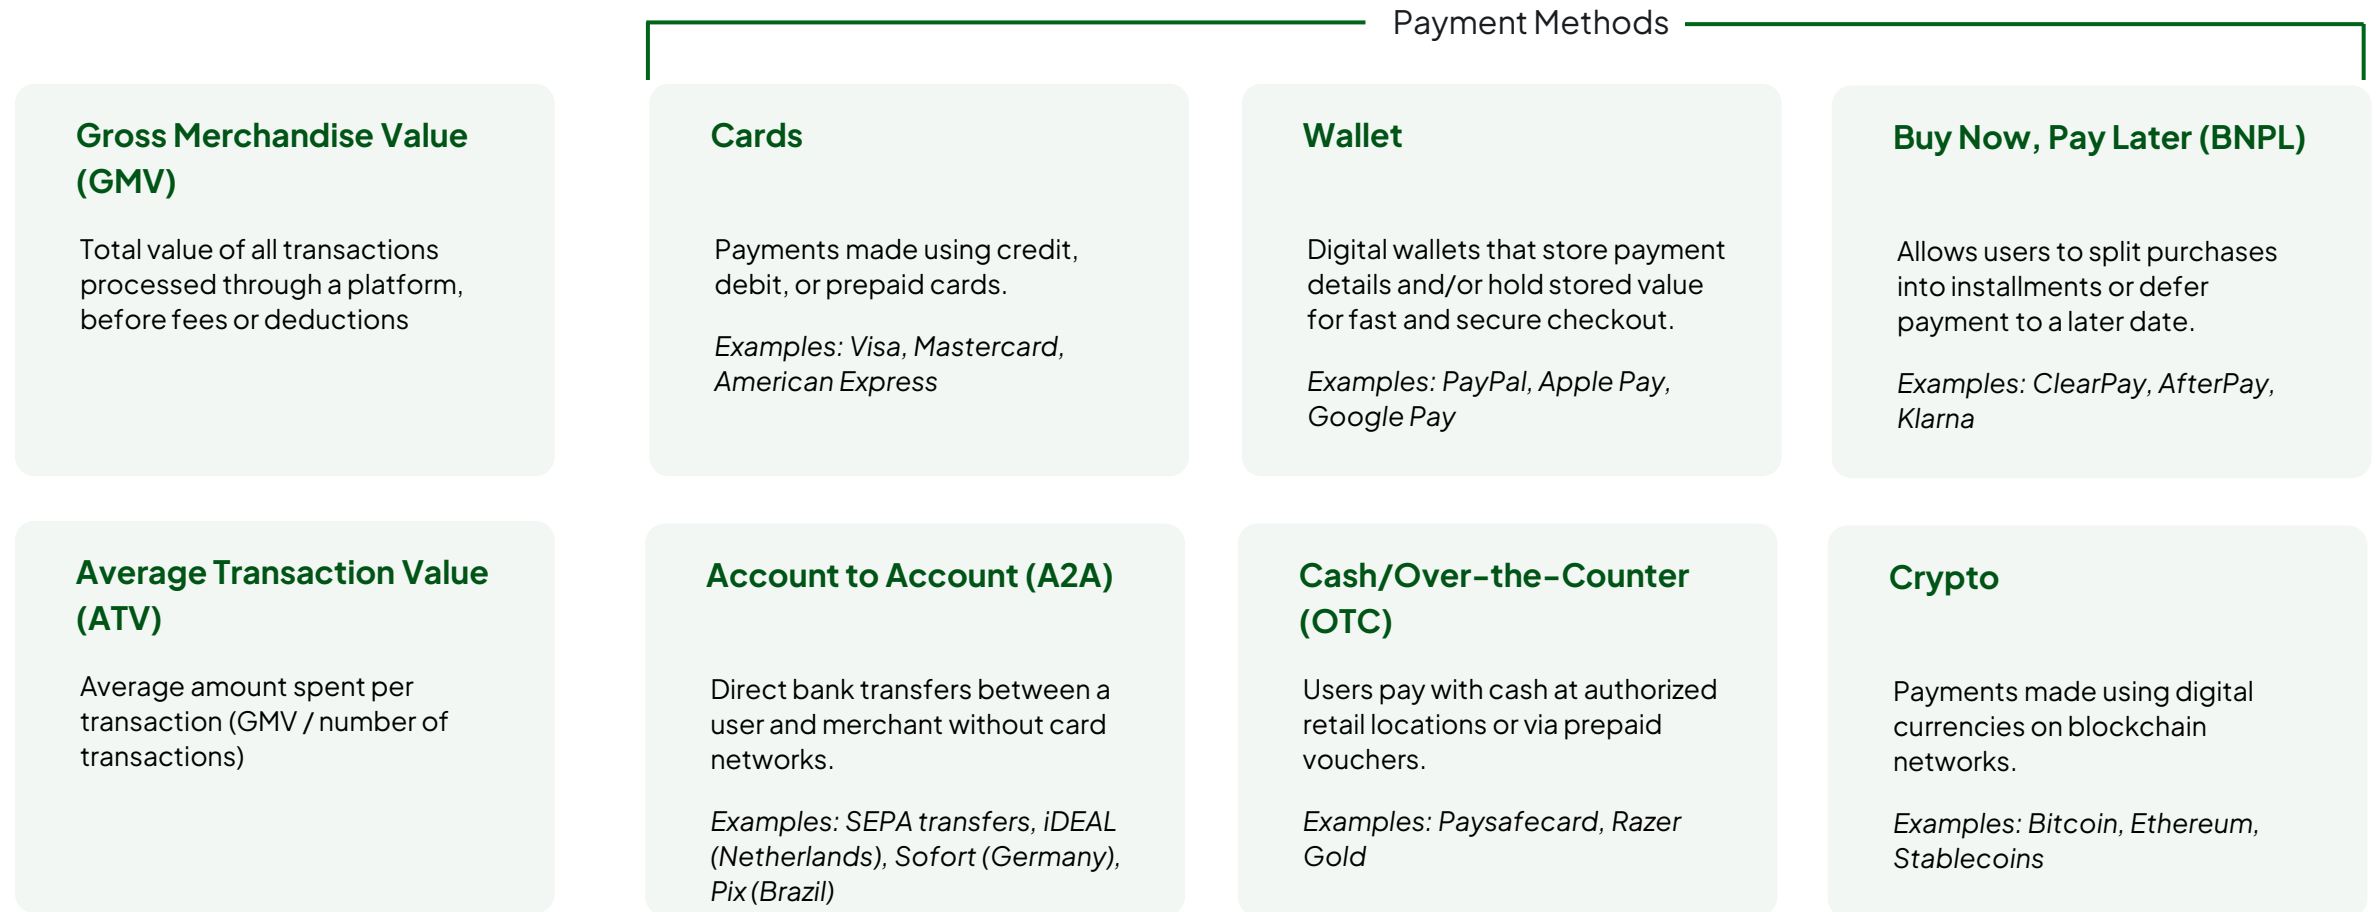 Payment Methods
Gross Merchandise Value
(GMV)
Total value of all transactions
processed through a platform,
before fees or deductions
Cards
Payments made using credit,
debit, or prepaid cards.
Examples: Visa, Mastercard,
American Express
Wallet
Digital wallets that store payment
details and/or hold stored value
for fast and secure checkout.
Examples: PayPal, Apple Pay,
Google Pay
Buy Now, Pay Later (BNPL)
Allows users to split purchases
into installments or defer
payment to a later date.
Examples: ClearPay, AfterPay,
Klarna
Average Transaction Value
(ATV)
Average amount spent per
transaction (GMV / number of
transactions)
Account to Account (A2A)
Direct bank transfers between a
user and merchant without card
networks.
Examples: SEPA transfers, iDEAL
(Netherlands), Sofort (Germany),
Pix (Brazil)
Cash/Over-the-Counter
(OTC)
Users pay with cash at authorized
retail locations or via prepaid
vouchers.
Examples: Paysafecard, Razer
Gold
Crypto
Payments made using digital
currencies on blockchain
networks.
Examples: Bitcoin, Ethereum,
Stablecoins